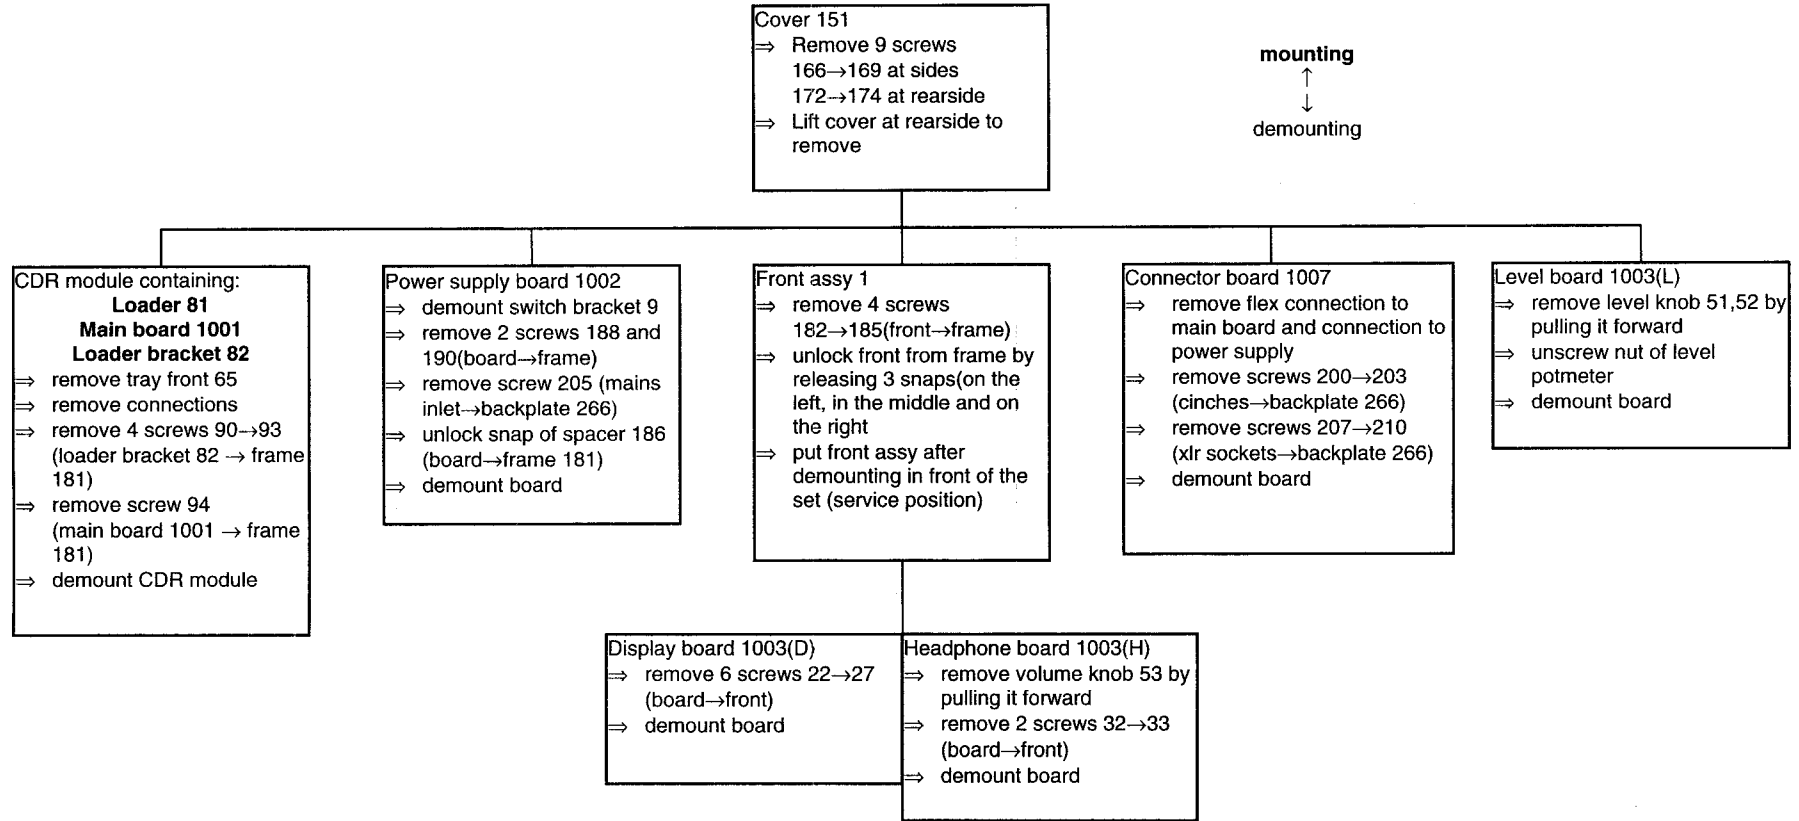 Cover 151
⇒ Remove 9 screws
166→169 at sides
172→174 at rearside
⇒ Lift cover at rearside to
remove
mounting
↑
↓
demounting
CDR module containing:
Loader 81
Main board 1001
Loader bracket 82
⇒ remove tray front 65
⇒ remove connections
⇒ remove 4 screws 90→93
(loader bracket 82 → frame
181)
⇒ remove screw 94
(main board 1001 → frame
181)
⇒ demount CDR module
Power supply board 1002
⇒ demount switch bracket 9
⇒ remove 2 screws 188 and
190(board→frame)
⇒ remove screw 205 (mains
inlet→backplate 266)
⇒ unlock snap of spacer 186
(board→frame 181)
⇒ demount board
Front assy 1
⇒ remove 4 screws
182→185(front→frame)
⇒ unlock front from frame by
releasing 3 snaps(on the
left, in the middle and on
the right
⇒ put front assy after
demounting in front of the
set (service position)
Connector board 1007
⇒ remove flex connection to
main board and connection to
power supply
⇒ remove screws 200→203
(cinches→backplate 266)
⇒ remove screws 207→210
(xlr sockets→backplate 266)
⇒ demount board
Level board 1003(L)
⇒ remove level knob 51,52 by
pulling it forward
⇒ unscrew nut of level
potmeter
⇒ demount board
Display board 1003(D)
⇒ remove 6 screws 22→27
(board→front)
⇒ demount board
Headphone board 1003(H)
⇒ remove volume knob 53 by
pulling it forward
⇒ remove 2 screws 32→33
(board→front)
⇒ demount board